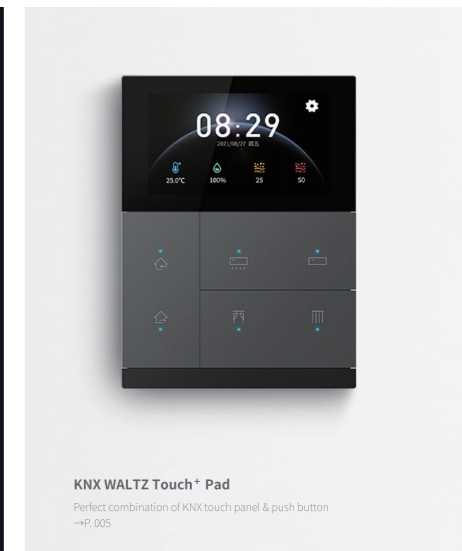 08:29
2021/08/27 周五
25.0°C 100% 25 50
KNX WALTZ Touch⁺ Pad
Perfect combination of KNX touch panel & push button
→P. 005